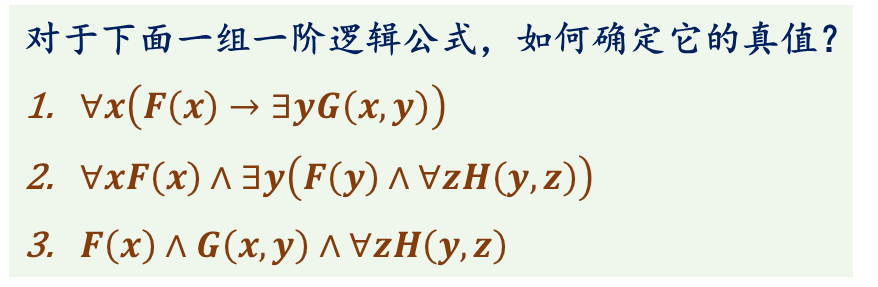 对于下面一组一阶逻辑公式，如何确定它的真值？
1. ∀x(F(x) → ∃yG(x, y))
2. ∀xF(x) ∧ ∃y(F(y) ∧ ∀zH(y, z))
3. F(x) ∧ G(x, y) ∧ ∀zH(y, z)